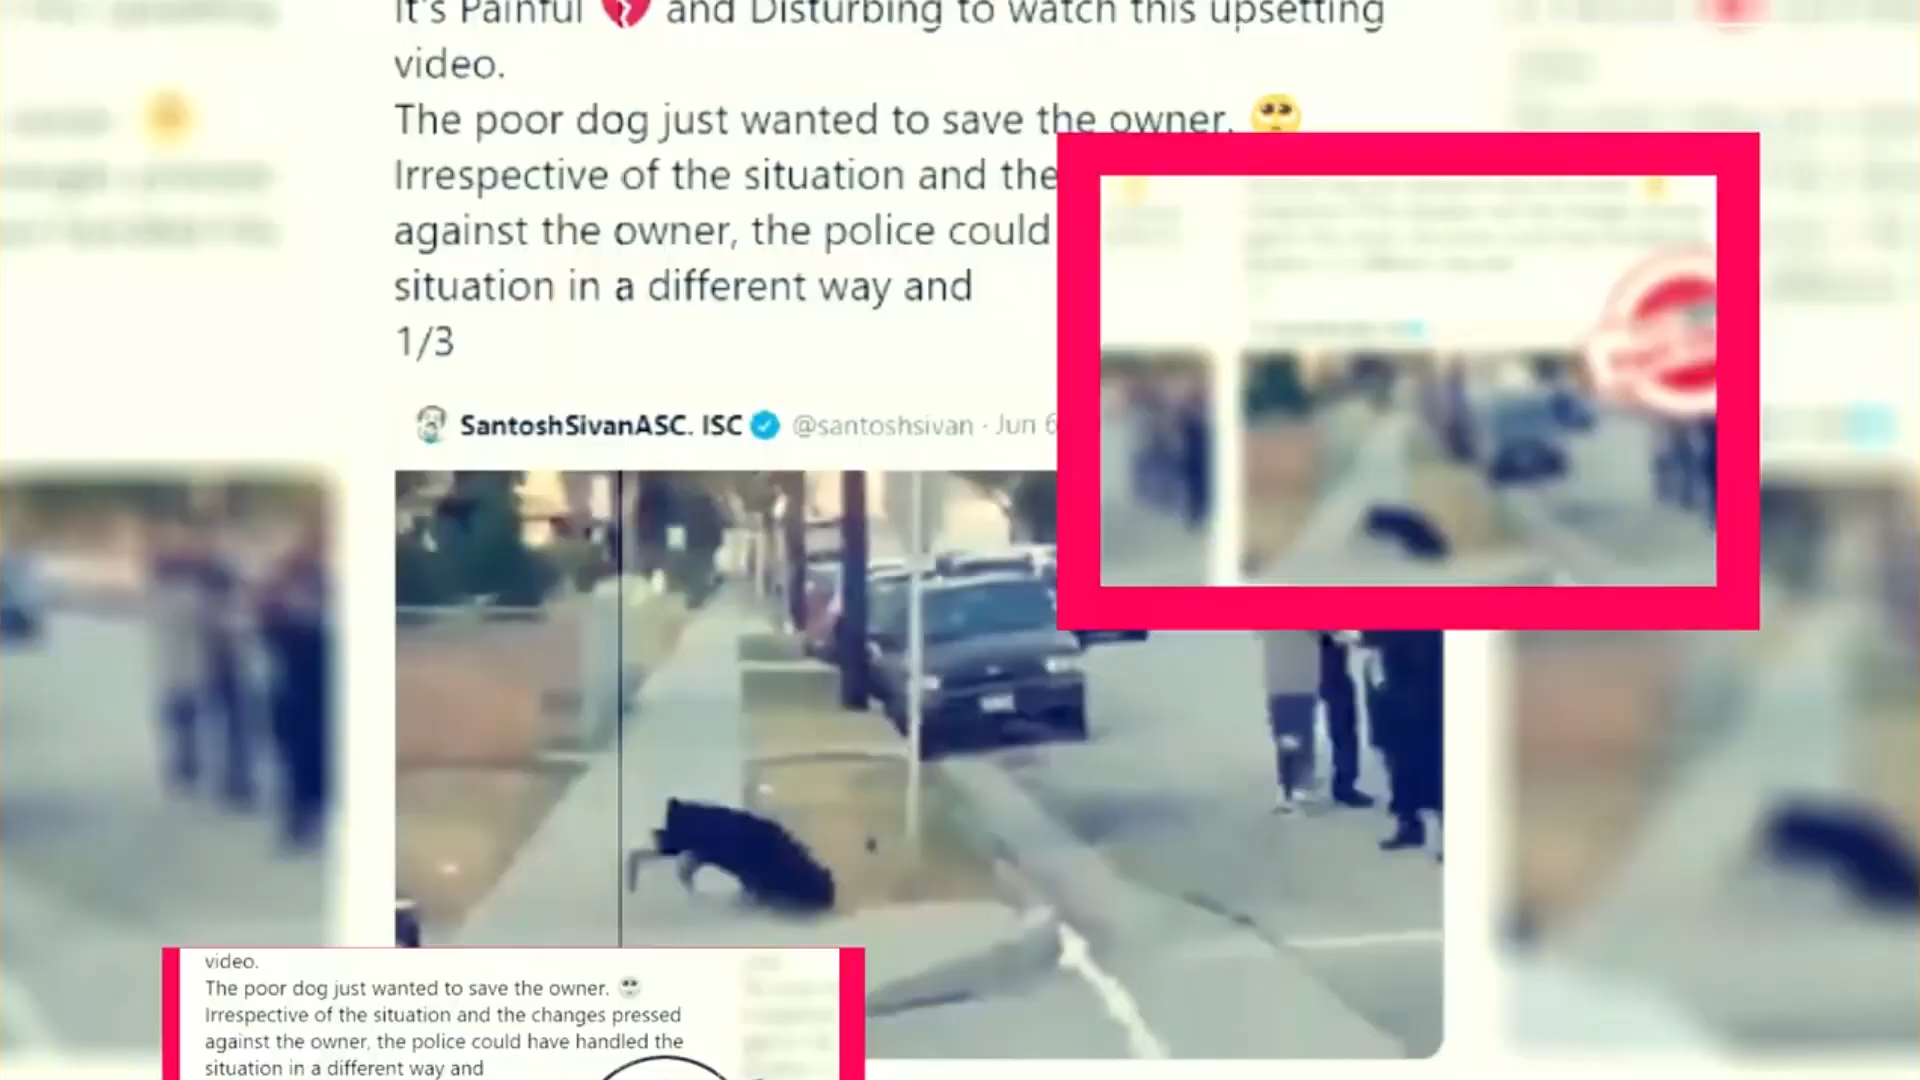 It's Painful 💔 and Disturbing to watch this upsetting
video.
The poor dog just wanted to save the owner. 🥺
Irrespective of the situation and the
against the owner, the police could
situation in a different way and
1/3
SantoshSivanASC. ISC @santoshsivan · Jun 6
video.
The poor dog just wanted to save the owner. 🥺
Irrespective of the situation and the changes pressed
against the owner, the police could have handled the
situation in a different way and